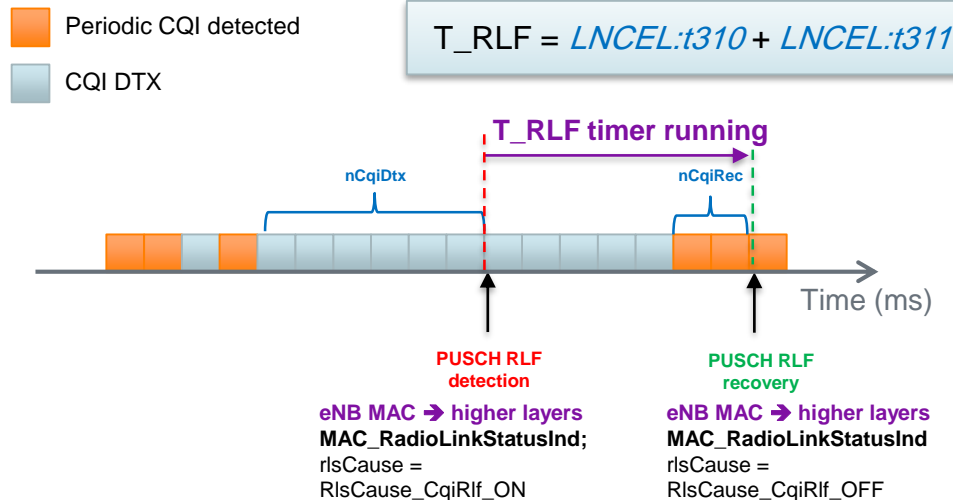 Periodic CQI detected
CQI DTX
T_RLF = LNCEL:t310 + LNCEL:t311
T_RLF timer running
nCqiDtx
nCqiRec
Time (ms)
PUSCH RLF
detection
eNB MAC ➔ higher layers
MAC_RadioLinkStatusInd;
rlsCause =
RlsCause_CqiRlf_ON
PUSCH RLF
recovery
eNB MAC ➔ higher layers
MAC_RadioLinkStatusInd
rlsCause =
RlsCause_CqiRlf_OFF